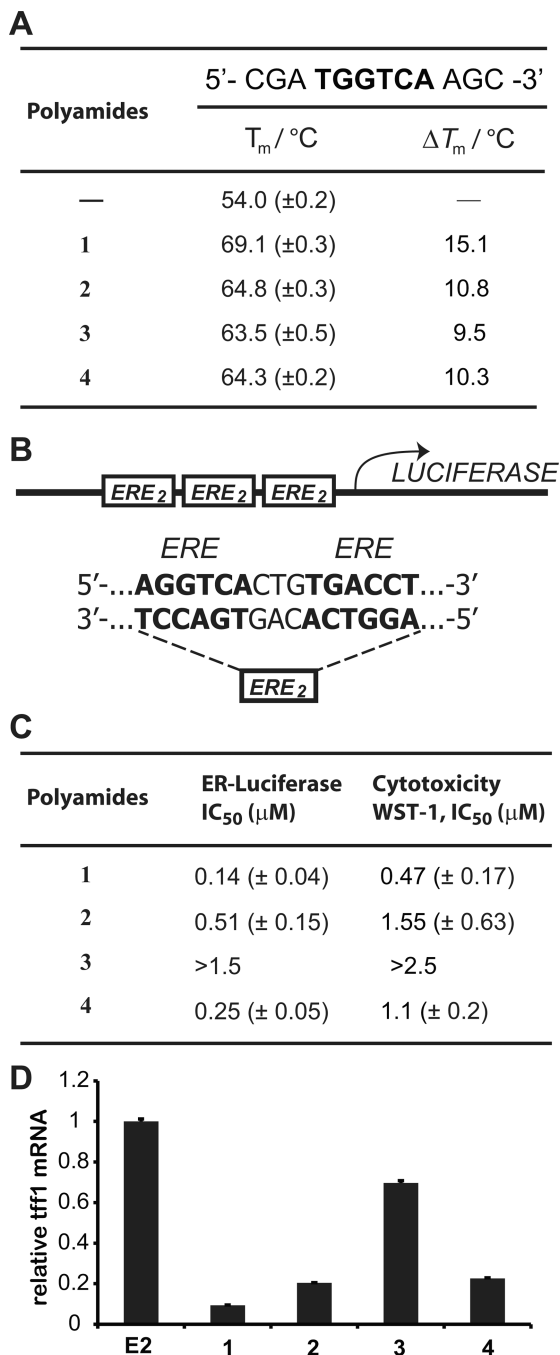 A
5’- CGA TGGTCA AGC -3’
Polyamides
Tm / °C ΔTm / °C
— 54.0 (±0.2) —
1 69.1 (±0.3) 15.1
2 64.8 (±0.3) 10.8
3 63.5 (±0.5) 9.5
4 64.3 (±0.2) 10.3
B
LUCIFERASE
ERE2 ERE2 ERE2
ERE ERE
5’-...AGGTCACTGTGACCT...-3’
3’-...TCCAGTGACACTGGA...-5’
ERE2
C
Polyamides ER-Luciferase IC50 (μM) Cytotoxicity WST-1, IC50 (μM)
1 0.14 (± 0.04) 0.47 (± 0.17)
2 0.51 (± 0.15) 1.55 (± 0.63)
3 >1.5 >2.5
4 0.25 (± 0.05) 1.1 (± 0.2)
D
relative tff1 mRNA
1.2
1
0.8
0.6
0.4
0.2
0
E2 1 2 3 4